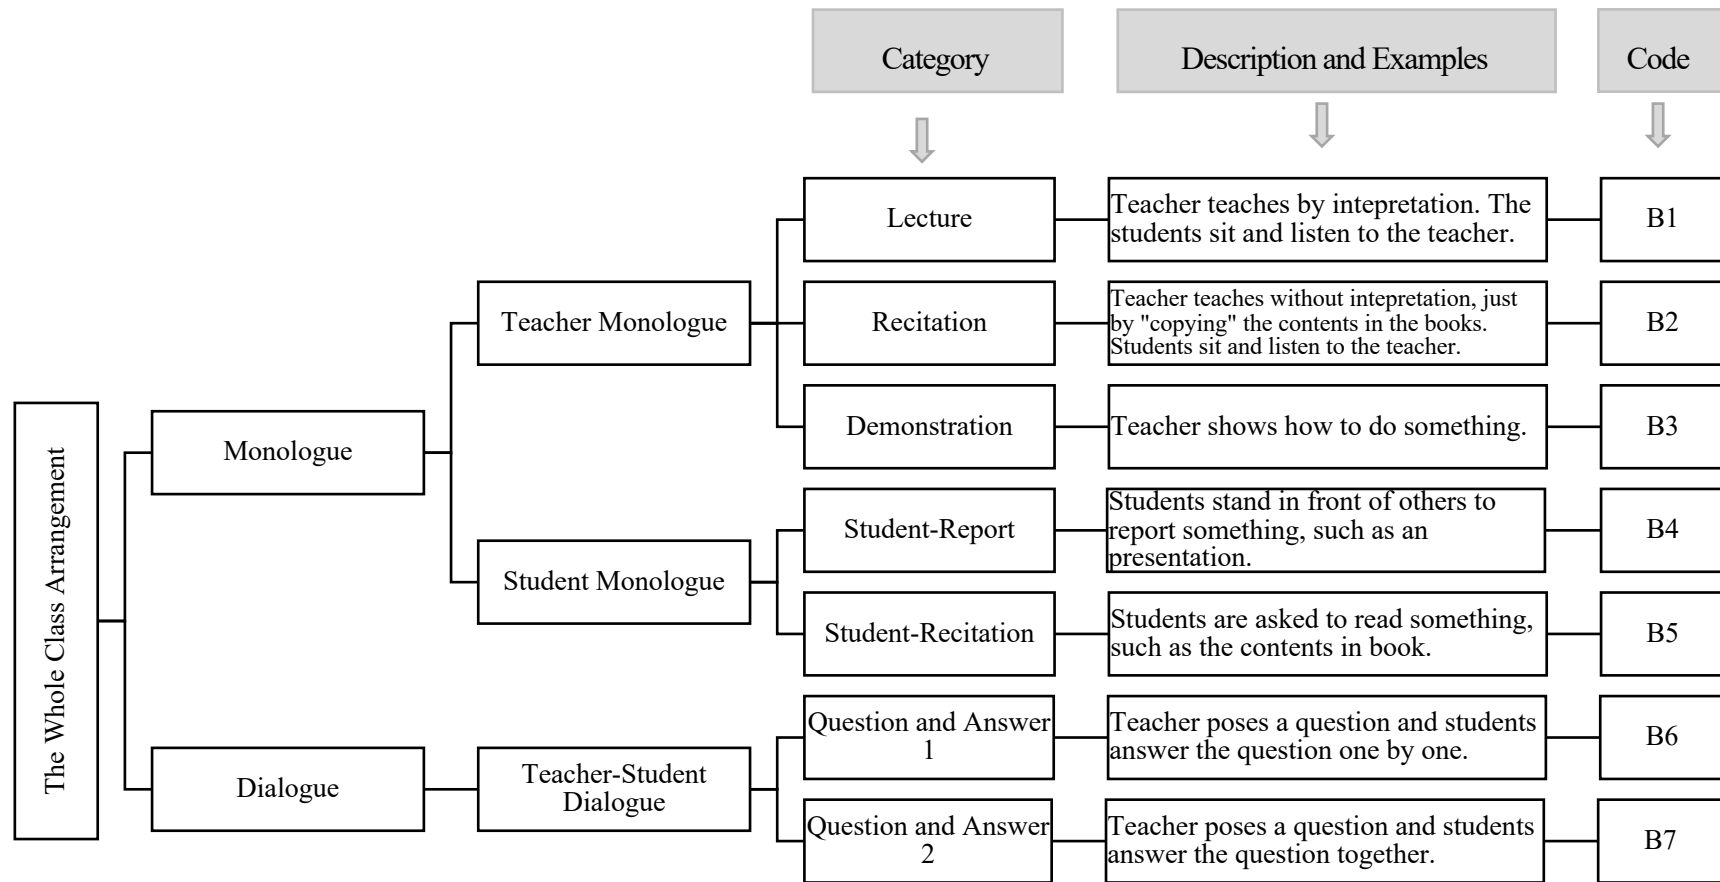 Category
Description and Examples
Code
The Whole Class Arrangement
Monologue
Teacher Monologue
Lecture
Teacher teaches by intepretation. The
students sit and listen to the teacher.
B1
Recitation
Teacher teaches without intepretation, just
by "copying" the contents in the books.
Students sit and listen to the teacher.
B2
Demonstration
Teacher shows how to do something.
B3
Student Monologue
Student-Report
Students stand in front of others to
report something, such as an
presentation.
B4
Student-Recitation
Students are asked to read something,
such as the contents in book.
B5
Dialogue
Teacher-Student
Dialogue
Question and Answer
1
Teacher poses a question and students
answer the question one by one.
B6
Question and Answer
2
Teacher poses a question and students
answer the question together.
B7